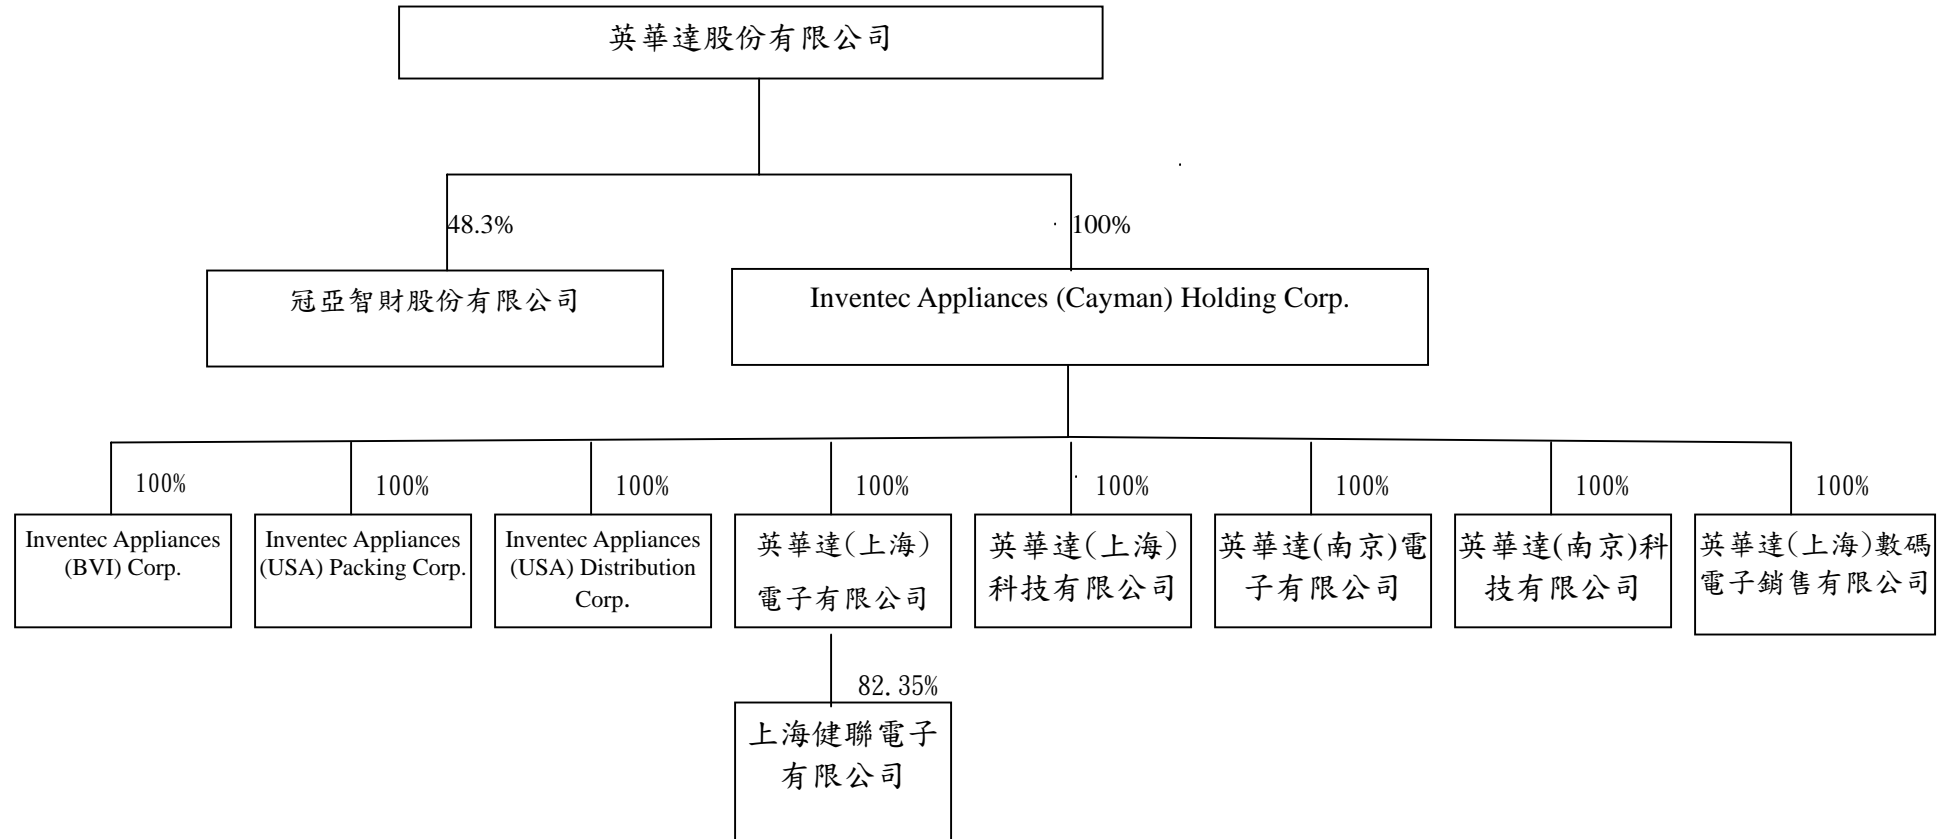 英華達股份有限公司
48.3%
100%
冠亞智財股份有限公司
Inventec Appliances (Cayman) Holding Corp.
100%
100%
100%
100%
100%
100%
100%
100%
Inventec Appliances
(BVI) Corp.
Inventec Appliances
(USA) Packing Corp.
Inventec Appliances
(USA) Distribution
Corp.
英華達(上海)
電子有限公司
英華達(上海)
科技有限公司
英華達(南京)電
子有限公司
英華達(南京)科
技有限公司
英華達(上海)數碼
電子銷售有限公司
82.35%
上海健聯電子
有限公司